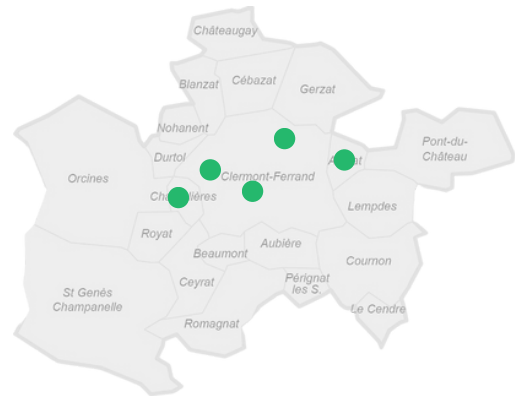 Châteaugay
Blanzat
Cébazat
Gerzat
Nohanent
Pont-du-
Château
Durtol
Orcines
Clermont-Ferrand
Lempdes
Royat
Aubière
Beaumont
Cournon
Ceyrat
Pérignat
les S.
St Genés
Champanelle
Le Cendre
Romagnat